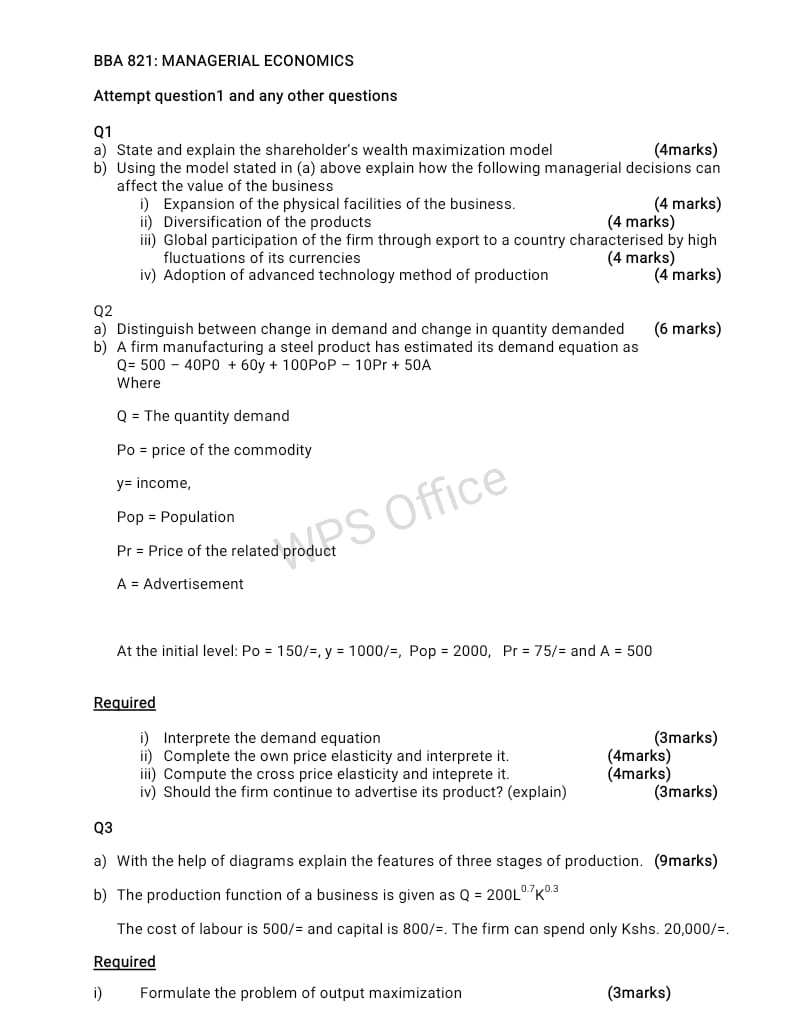 BBA 821: MANAGERIAL ECONOMICS
Attempt question1 and any other questions
Q1
a) State and explain the shareholder's wealth maximization model (4marks)
b) Using the model stated in (a) above explain how the following managerial decisions can
affect the value of the business
i) Expansion of the physical facilities of the business. (4 marks)
ii) Diversification of the products (4 marks)
iii) Global participation of the firm through export to a country characterised by high
fluctuations of its currencies (4 marks)
iv) Adoption of advanced technology method of production (4 marks)
Q2
a) Distinguish between change in demand and change in quantity demanded (6 marks)
b) A firm manufacturing a steel product has estimated its demand equation as
Q= 500 – 40P0 + 60y + 100PoP – 10Pr + 50A
Where
Q = The quantity demand
Po = price of the commodity
y= income,
Pop = Population
Pr = Price of the related product
A = Advertisement
WPS Office
At the initial level: Po = 150/=, y = 1000/=, Pop = 2000, Pr = 75/= and A = 500
Required
i) Interprete the demand equation (3marks)
ii) Complete the own price elasticity and interprete it. (4marks)
iii) Compute the cross price elasticity and inteprete it. (4marks)
iv) Should the firm continue to advertise its product? (explain) (3marks)
Q3
a) With the help of diagrams explain the features of three stages of production. (9marks)
b) The production function of a business is given as Q = 200L^0.7K^0.3
The cost of labour is 500/= and capital is 800/=. The firm can spend only Kshs. 20,000/=.
Required
i) Formulate the problem of output maximization (3marks)